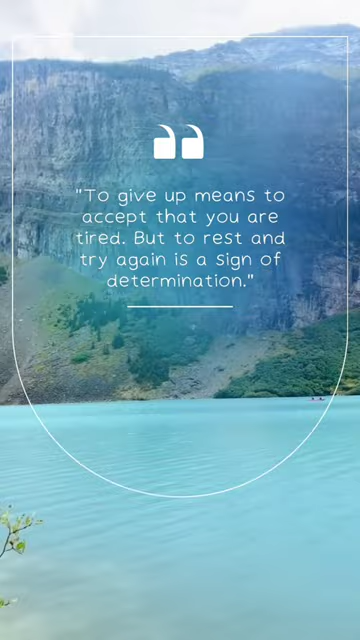 "To give up means to
accept that you are
tired. But to rest and
try again is a sign of
determination."